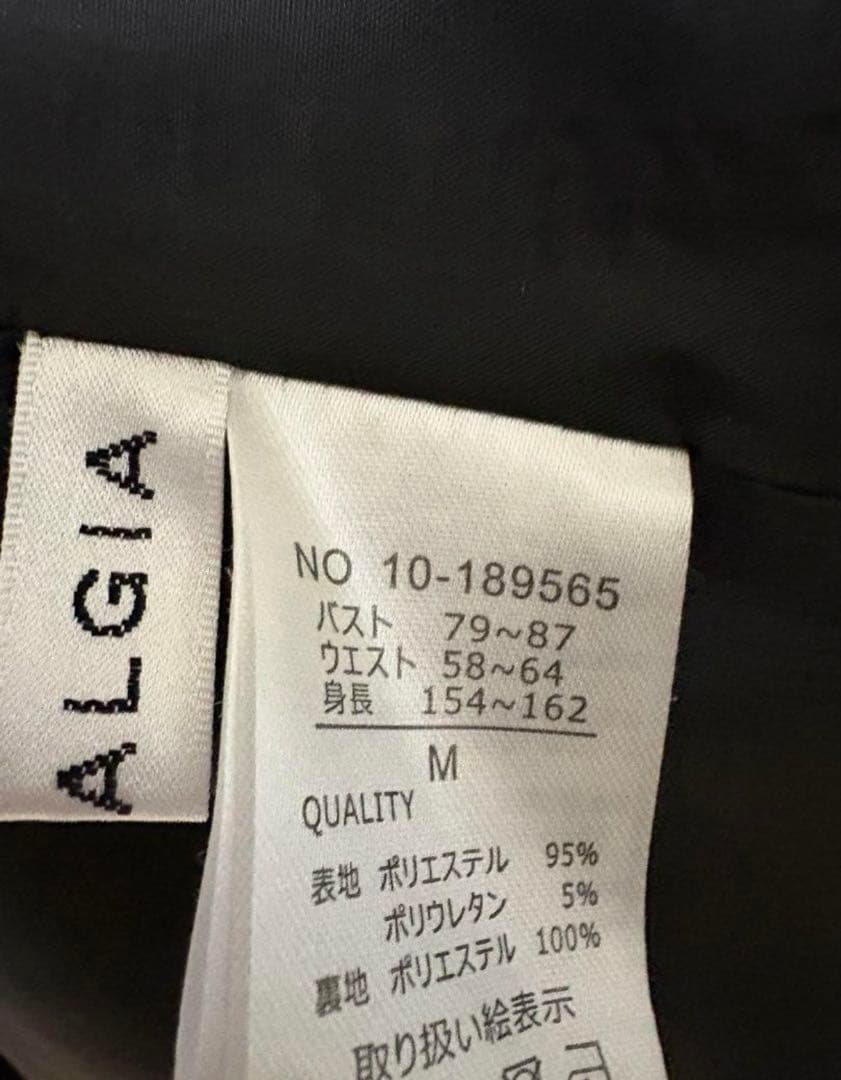 ALGIA
NO 10-189565
バスト 79~87
ウエスト 58~64
身長 154~162
M
QUALITY
表地 ポリエステル 95%
ポリウレタン 5%
裏地 ポリエステル 100%
取り扱い絵表示